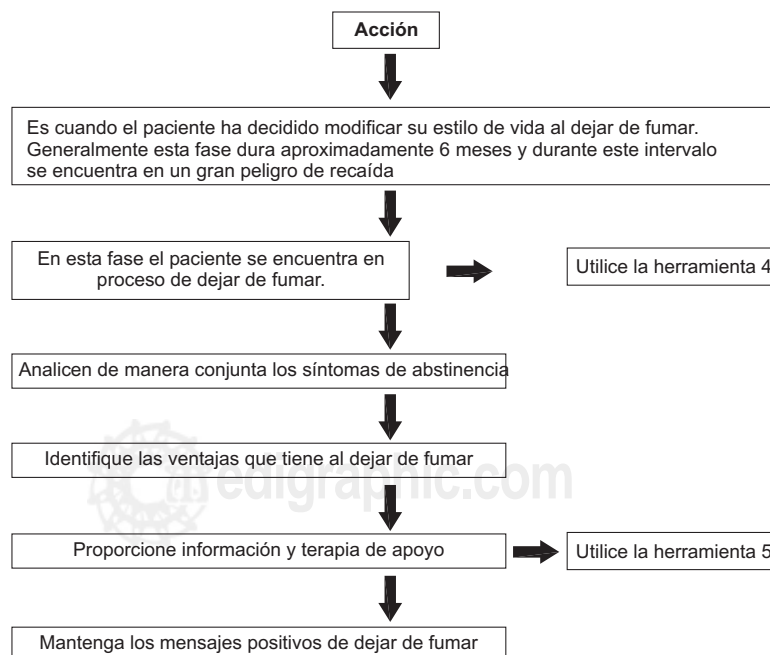 Acción
Es cuando el paciente ha decidido modificar su estilo de vida al dejar de fumar.
Generalmente esta fase dura aproximadamente 6 meses y durante este intervalo
se encuentra en un gran peligro de recaída
En esta fase el paciente se encuentra en
proceso de dejar de fumar.
Utilice la herramienta 4
Analicen de manera conjunta los síntomas de abstinencia
Identifique las ventajas que tiene al dejar de fumar
edigraphic.com
Proporcione información y terapia de apoyo
Utilice la herramienta 5
Mantenga los mensajes positivos de dejar de fumar